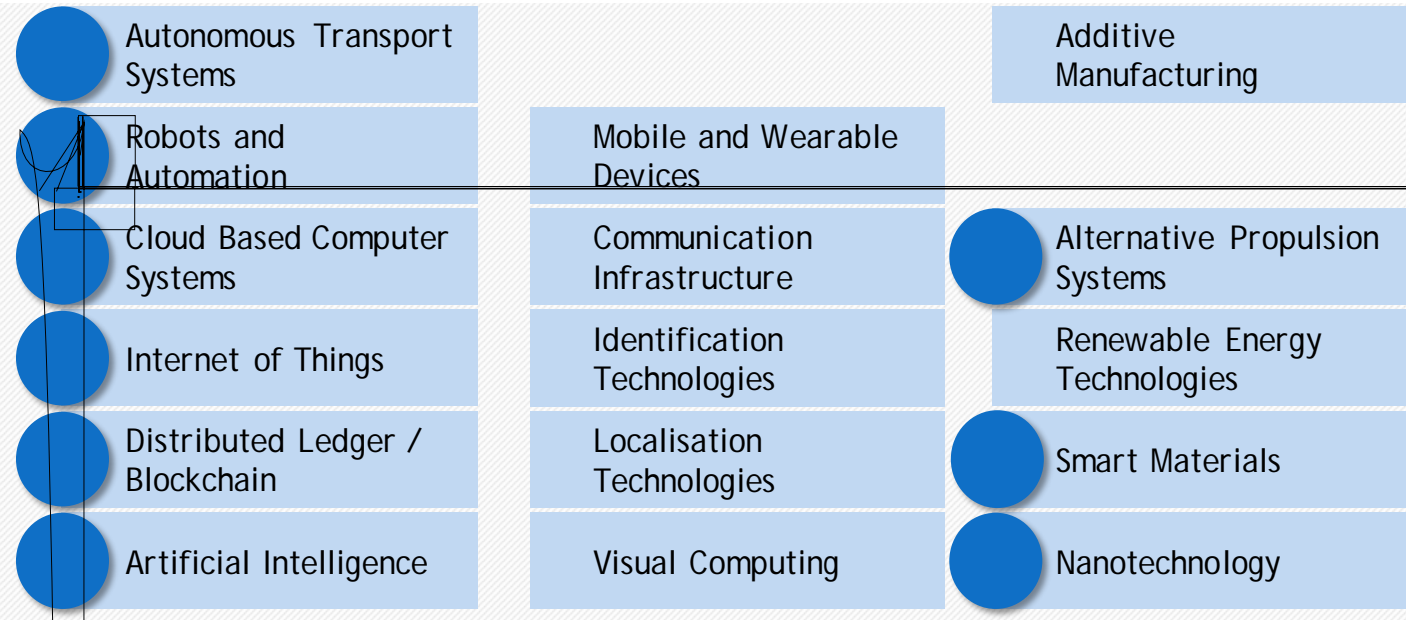 Autonomous Transport
Systems
Robots and
Automation
Cloud Based Computer
Systems
Internet of Things
Distributed Ledger /
Blockchain
Artificial Intelligence
Mobile and Wearable
Devices
Communication
Infrastructure
Identification
Technologies
Localisation
Technologies
Visual Computing
Additive
Manufacturing
Alternative Propulsion
Systems
Renewable Energy
Technologies
Smart Materials
Nanotechnology